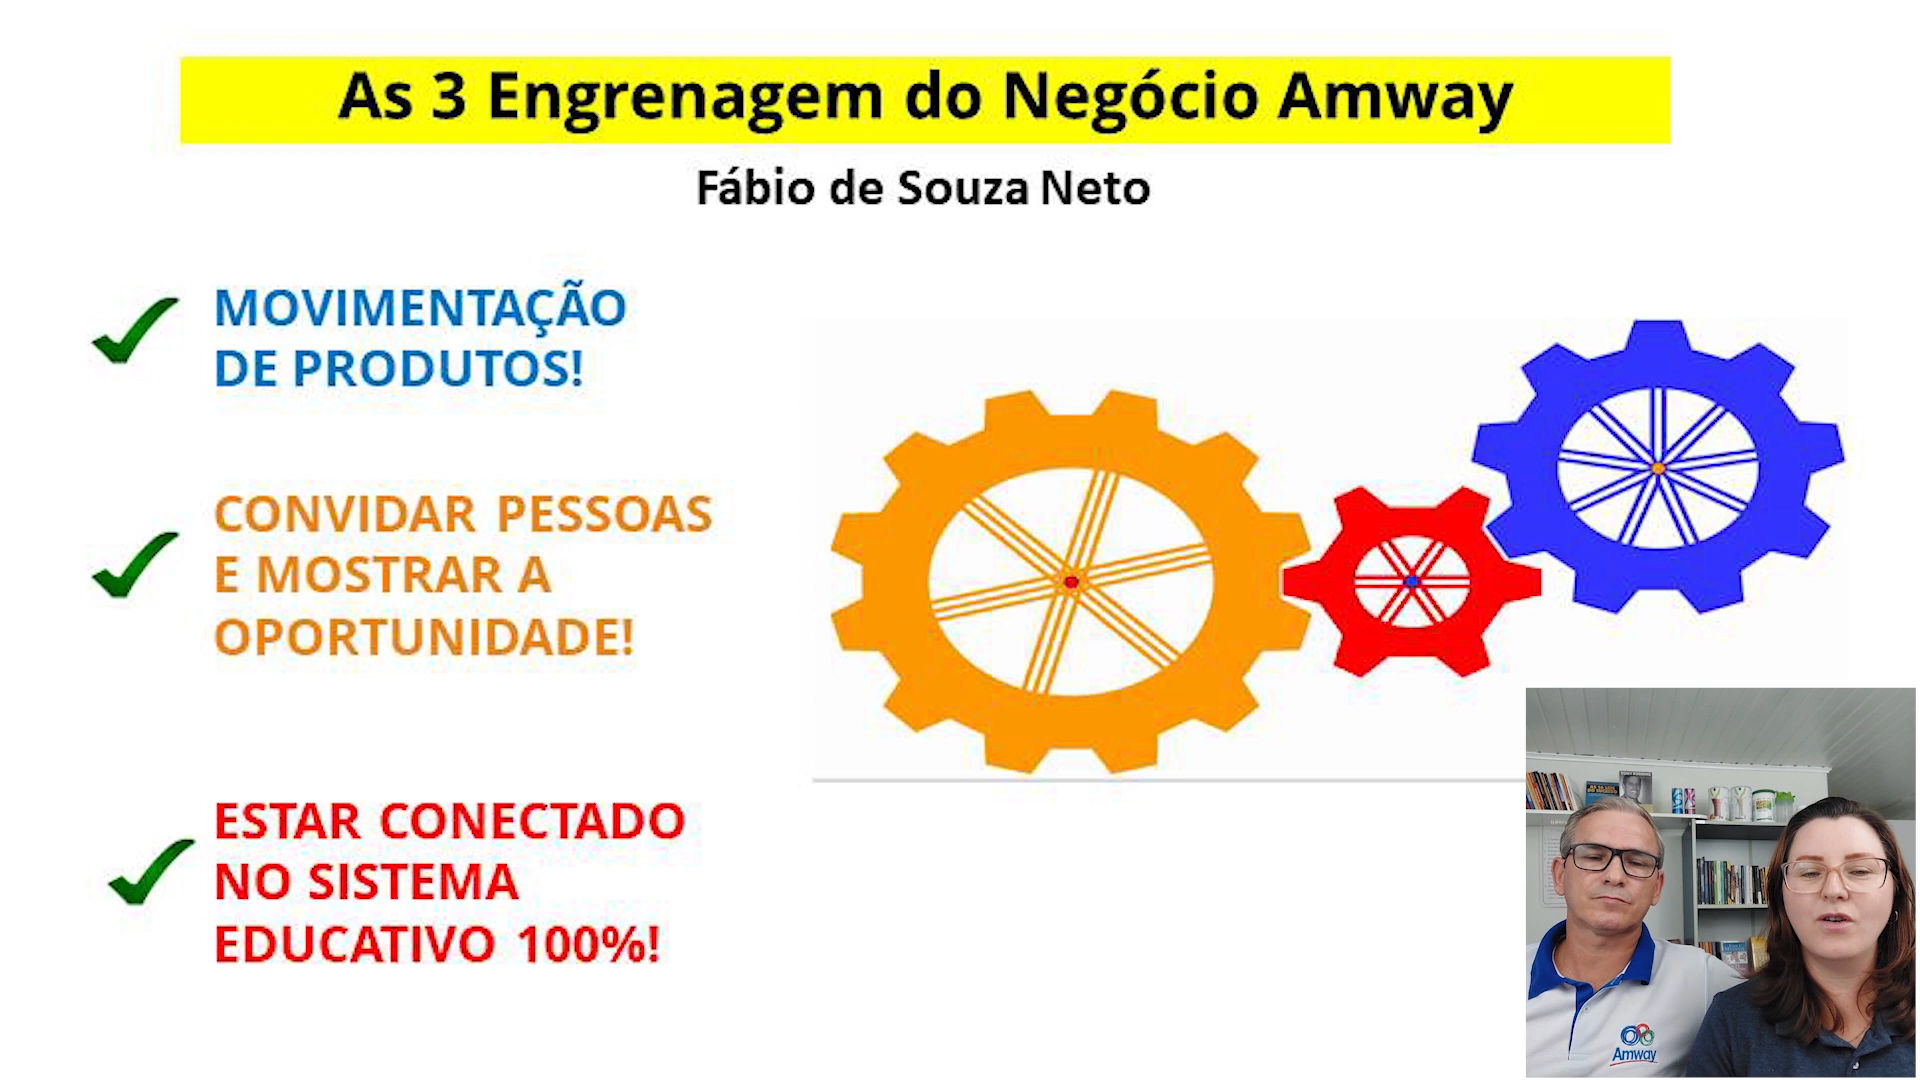 As 3 Engrenagem do Negócio Amway
Fábio de Souza Neto
MOVIMENTAÇÃO
DE PRODUTOS!
CONVIDAR PESSOAS
E MOSTRAR A
OPORTUNIDADE!
ESTAR CONECTADO
NO SISTEMA
EDUCATIVO 100%!
Amway